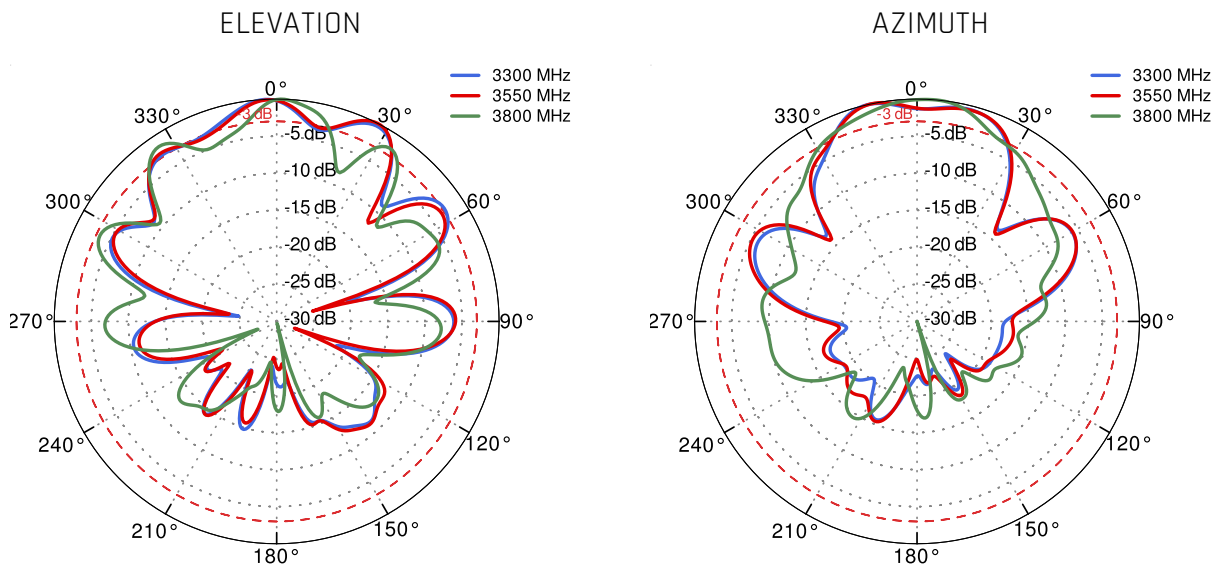 ELEVATION
AZIMUTH
3300 MHz
3550 MHz
3800 MHz
0°
30°
60°
90°
120°
150°
180°
210°
240°
270°
300°
330°
3 dB
-5 dB
-10 dB
-15 dB
-20 dB
-25 dB
-30 dB
3300 MHz
3550 MHz
3800 MHz
0°
30°
60°
90°
120°
150°
180°
210°
240°
270°
300°
330°
-3 dB
-5 dB
-10 dB
-15 dB
-20 dB
-25 dB
-30 dB